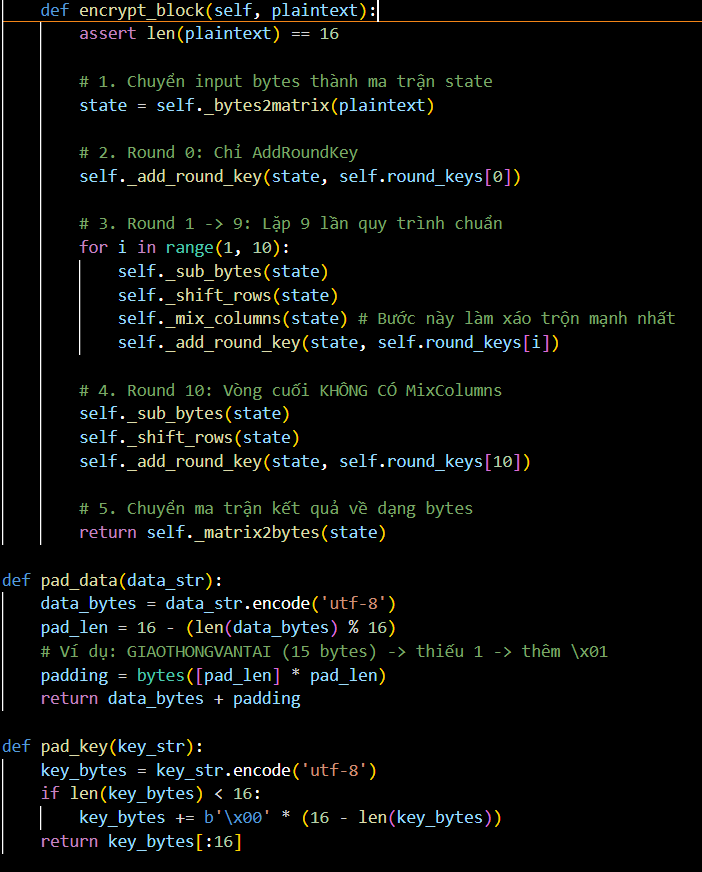 def encrypt_block(self, plaintext):
assert len(plaintext) == 16
# 1. Chuyển input bytes thành ma trận state
state = self._bytes2matrix(plaintext)
# 2. Round 0: Chỉ AddRoundKey
self._add_round_key(state, self.round_keys[0])
# 3. Round 1 -> 9: Lặp 9 lần quy trình chuẩn
for i in range(1, 10):
self._sub_bytes(state)
self._shift_rows(state)
self._mix_columns(state) # Bước này làm xáo trộn mạnh nhất
self._add_round_key(state, self.round_keys[i])
# 4. Round 10: Vòng cuối KHÔNG CÓ MixColumns
self._sub_bytes(state)
self._shift_rows(state)
self._add_round_key(state, self.round_keys[10])
# 5. Chuyển ma trận kết quả về dạng bytes
return self._matrix2bytes(state)
def pad_data(data_str):
data_bytes = data_str.encode('utf-8')
pad_len = 16 - (len(data_bytes) % 16)
# Ví dụ: GIAOTHONGVANTAI (15 bytes) -> thiếu 1 -> thêm \x01
padding = bytes([pad_len] * pad_len)
return data_bytes + padding
def pad_key(key_str):
key_bytes = key_str.encode('utf-8')
if len(key_bytes) < 16:
key_bytes += b'\x00' * (16 - len(key_bytes))
return key_bytes[:16]